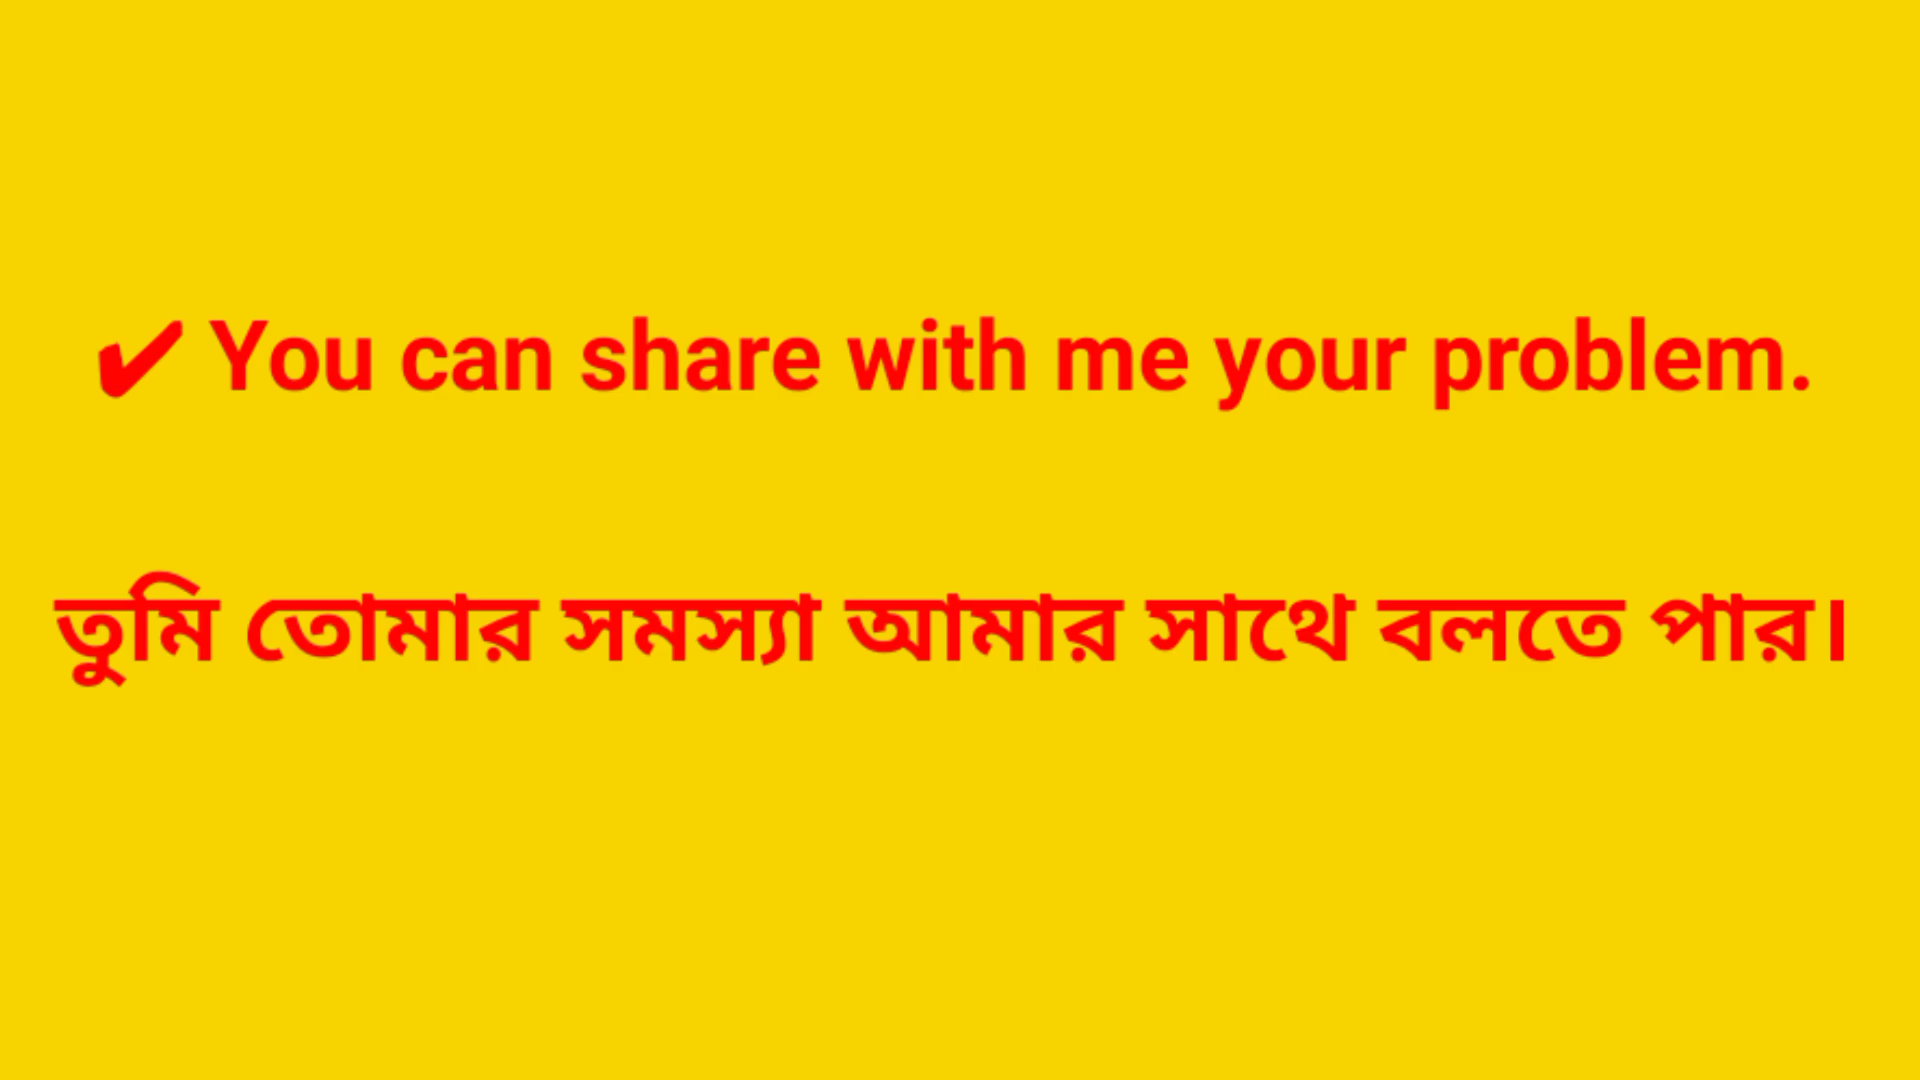 ✔ You can share with me your problem.
তুমি তোমার সমস্যা আমার সাথে বলতে পার।